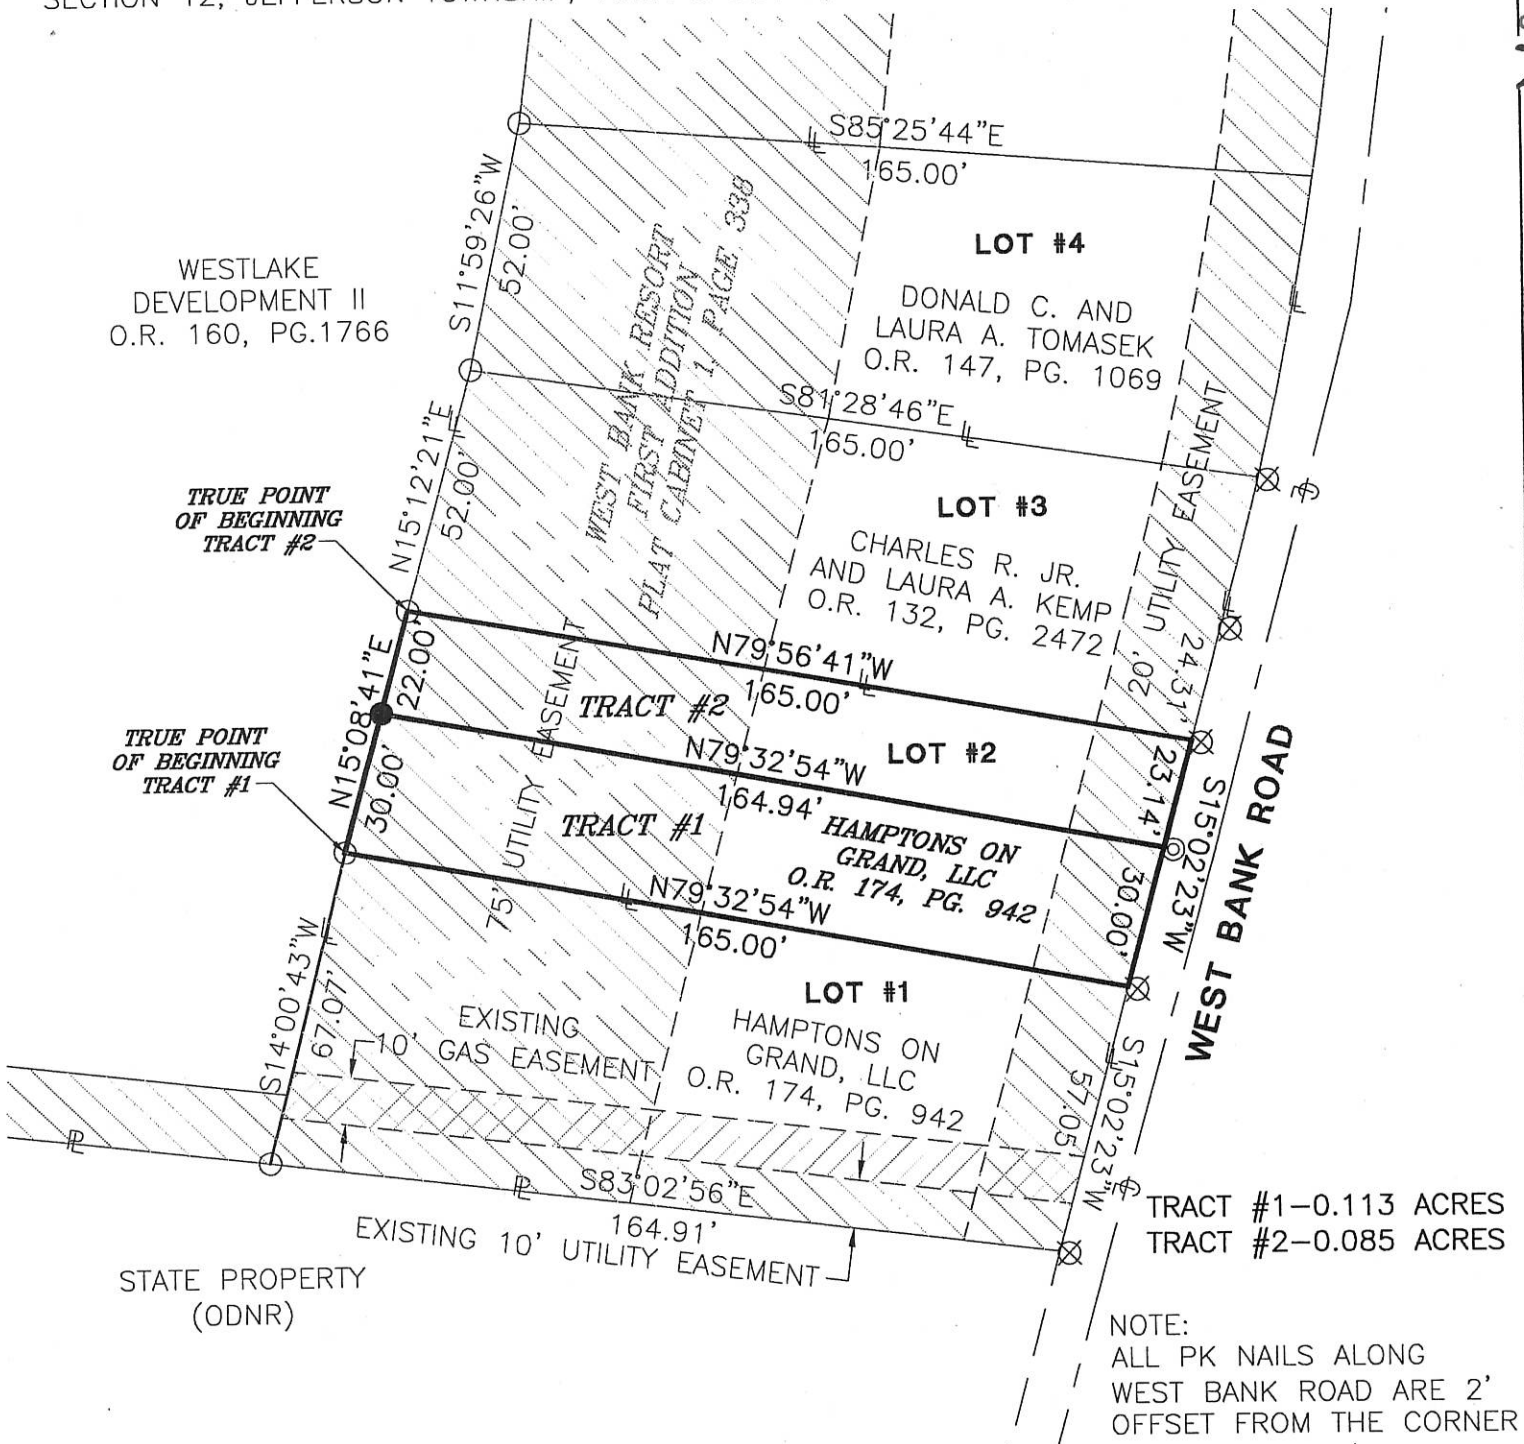 S85°25'44"E
165.00'
S11°59'26"W
52.00'
WEST BANK RESORT
FIRST ADDITION
PLAT CABINET 1, PAGE 338
LOT #4
DONALD C. AND
LAURA A. TOMASEK
O.R. 147, PG. 1069
WESTLAKE
DEVELOPMENT II
O.R. 160, PG.1766
S81°28'46"E
165.00'
N15°12'21"E
52.00'
LOT #3
CHARLES R. JR.
AND LAURA A. KEMP
O.R. 132, PG. 2472
20' UTILITY EASEMENT
24.31'
TRUE POINT
OF BEGINNING
TRACT #2
N79°56'41"W
165.00'
N15°08'41"E
22.00'
30.00'
TRACT #2
LOT #2
75' UTILITY EASEMENT
TRUE POINT
OF BEGINNING
TRACT #1
N79°32'54"W
164.94'
TRACT #1
HAMPTONS ON
GRAND, LLC
O.R. 174, PG. 942
23.14'
30.00'
S15°02'23"W
WEST BANK ROAD
N79°32'54"W
165.00'
S14°00'43"W
67.07'
LOT #1
HAMPTONS ON
GRAND, LLC
O.R. 174, PG. 942
EXISTING
10' GAS EASEMENT
57.05'
S15°02'23"W
S83°02'56"E
164.91'
EXISTING 10' UTILITY EASEMENT
STATE PROPERTY
(ODNR)
TRACT #1-0.113 ACRES
TRACT #2-0.085 ACRES
NOTE:
ALL PK NAILS ALONG
WEST BANK ROAD ARE 2'
OFFSET FROM THE CORNER